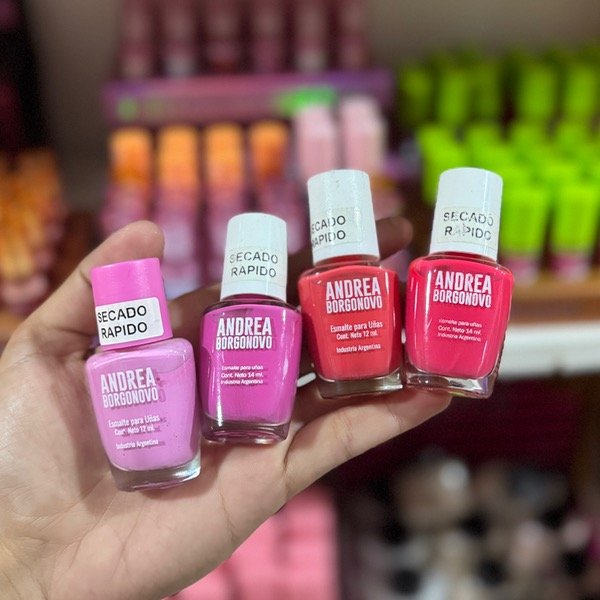 SECADO
RAPIDO
ANDREA
BORGONOVO
Esmalte para Uñas
Cont. Neto 12 ml.
Industria Argentina
SECADO
RAPIDO
ANDREA
BORGONOVO
Esmalte para uñas
Cont. Neto 14 ml.
Industria Argentina
SECADO
RAPIDO
ANDREA
BORGONOVO
Esmalte para Uñas
Cont. Neto 12 ml.
Industria Argentina
SECADO
RAPIDO
ANDREA
BORGONOVO
Esmalte para uñas
Cont. Neto 14 ml.
Industria Argentina